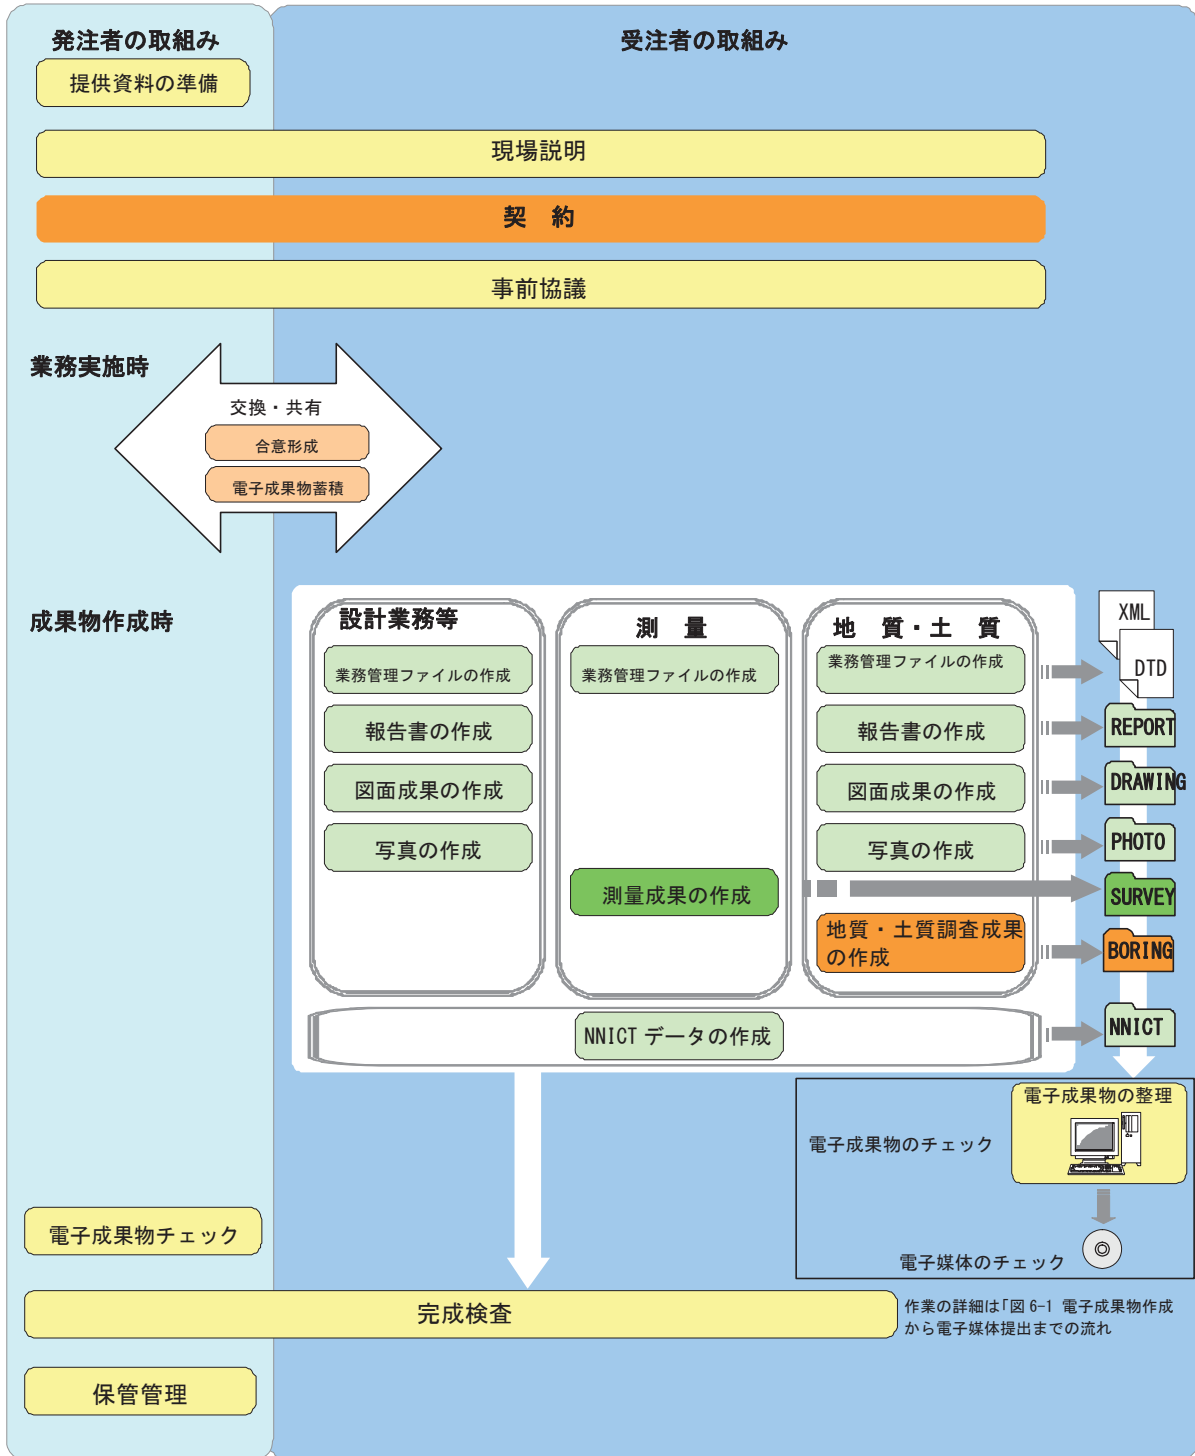 発注者の取組み
受注者の取組み
提供資料の準備
現場説明
契　約
事前協議
業務実施時
交換・共有
合意形成
電子成果物蓄積
成果物作成時
設計業務等
業務管理ファイルの作成
報告書の作成
図面成果の作成
写真の作成
測　量
業務管理ファイルの作成
測量成果の作成
地　質・土　質
業務管理ファイルの作成
報告書の作成
図面成果の作成
写真の作成
地質・土質調査成果
の作成
NNICT データの作成
XML
DTD
REPORT
DRAWING
PHOTO
SURVEY
BORING
NNICT
電子成果物の整理
電子成果物のチェック
電子媒体のチェック
電子成果物チェック
完成検査
作業の詳細は「図 6-1 電子成果物作成
から電子媒体提出までの流れ
保管管理